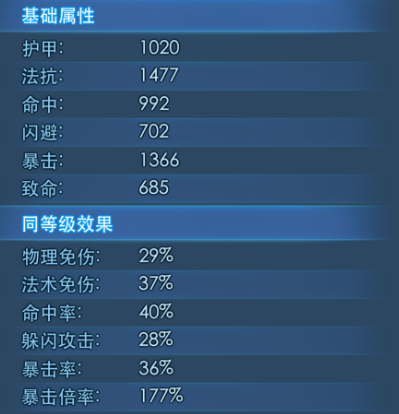 基础属性
护甲: 1020
法抗: 1477
命中: 992
闪避: 702
暴击: 1366
致命: 685
同等级效果
物理免伤: 29%
法术免伤: 37%
命中率: 40%
躲闪攻击: 28%
暴击率: 36%
暴击倍率: 177%